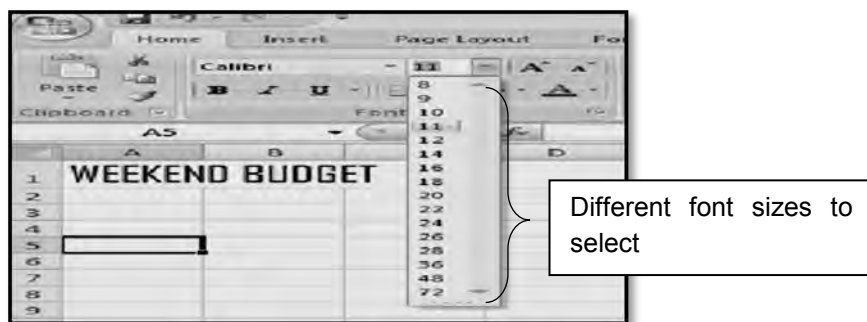 Home Insert Page Layout Fo
Calibri 11 A A
Paste B I U A
Clipboard Font
A5 fx
A B D
1 WEEKEND BUDGET
2
3
4
5
6
7
8
9
8
9
10
11
12
14
16
18
20
22
24
26
28
36
48
72
Different font sizes to
select